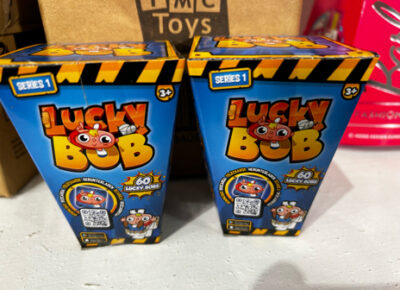 TMC
Toys
SERIES 1
3+
LUCKY
BOB
60
LUCKY BOBS
SERIES 1
3+
LUCKY
BOB
60
LUCKY BOBS